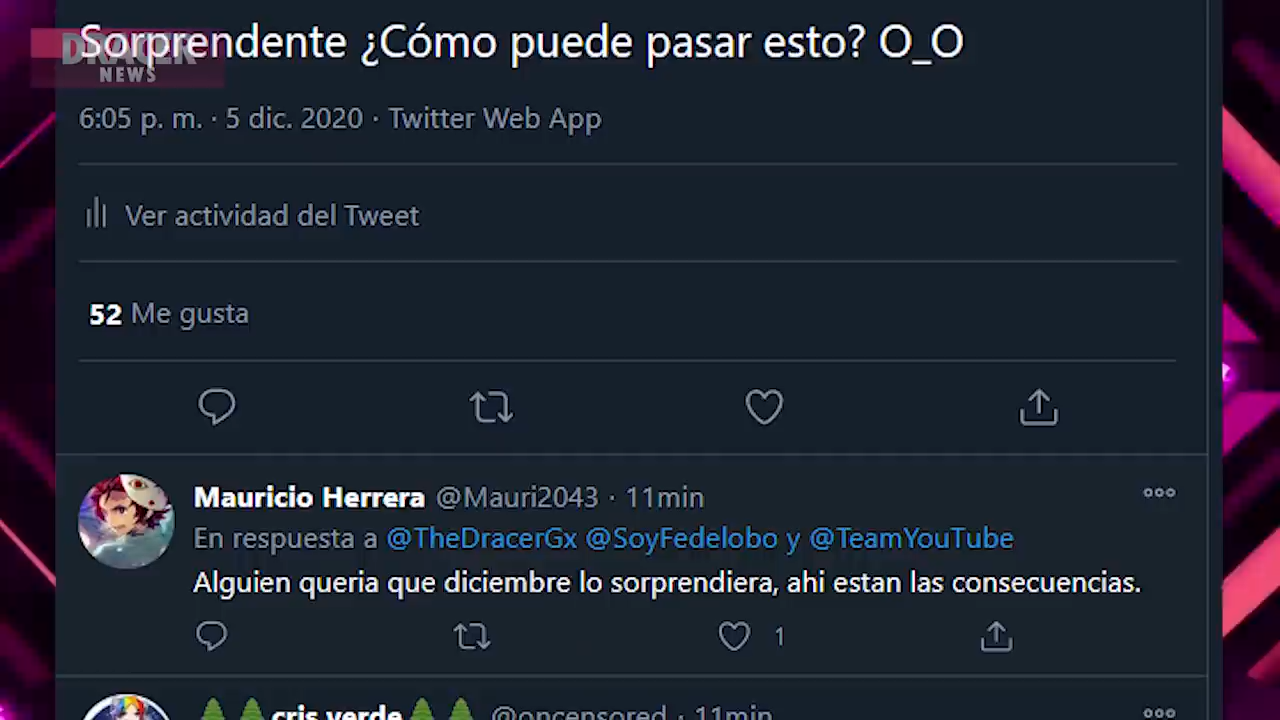 Sorprendente ¿Cómo puede pasar esto? O_O
DRACER
NEWS
6:05 p. m. · 5 dic. 2020 · Twitter Web App
Ver actividad del Tweet
52 Me gusta
Mauricio Herrera @Mauri2043 · 11min
En respuesta a @TheDracerGx @SoyFedelobo y @TeamYouTube
Alguien queria que diciembre lo sorprendiera, ahi estan las consecuencias.
1
cris verde @oncensored · 11min